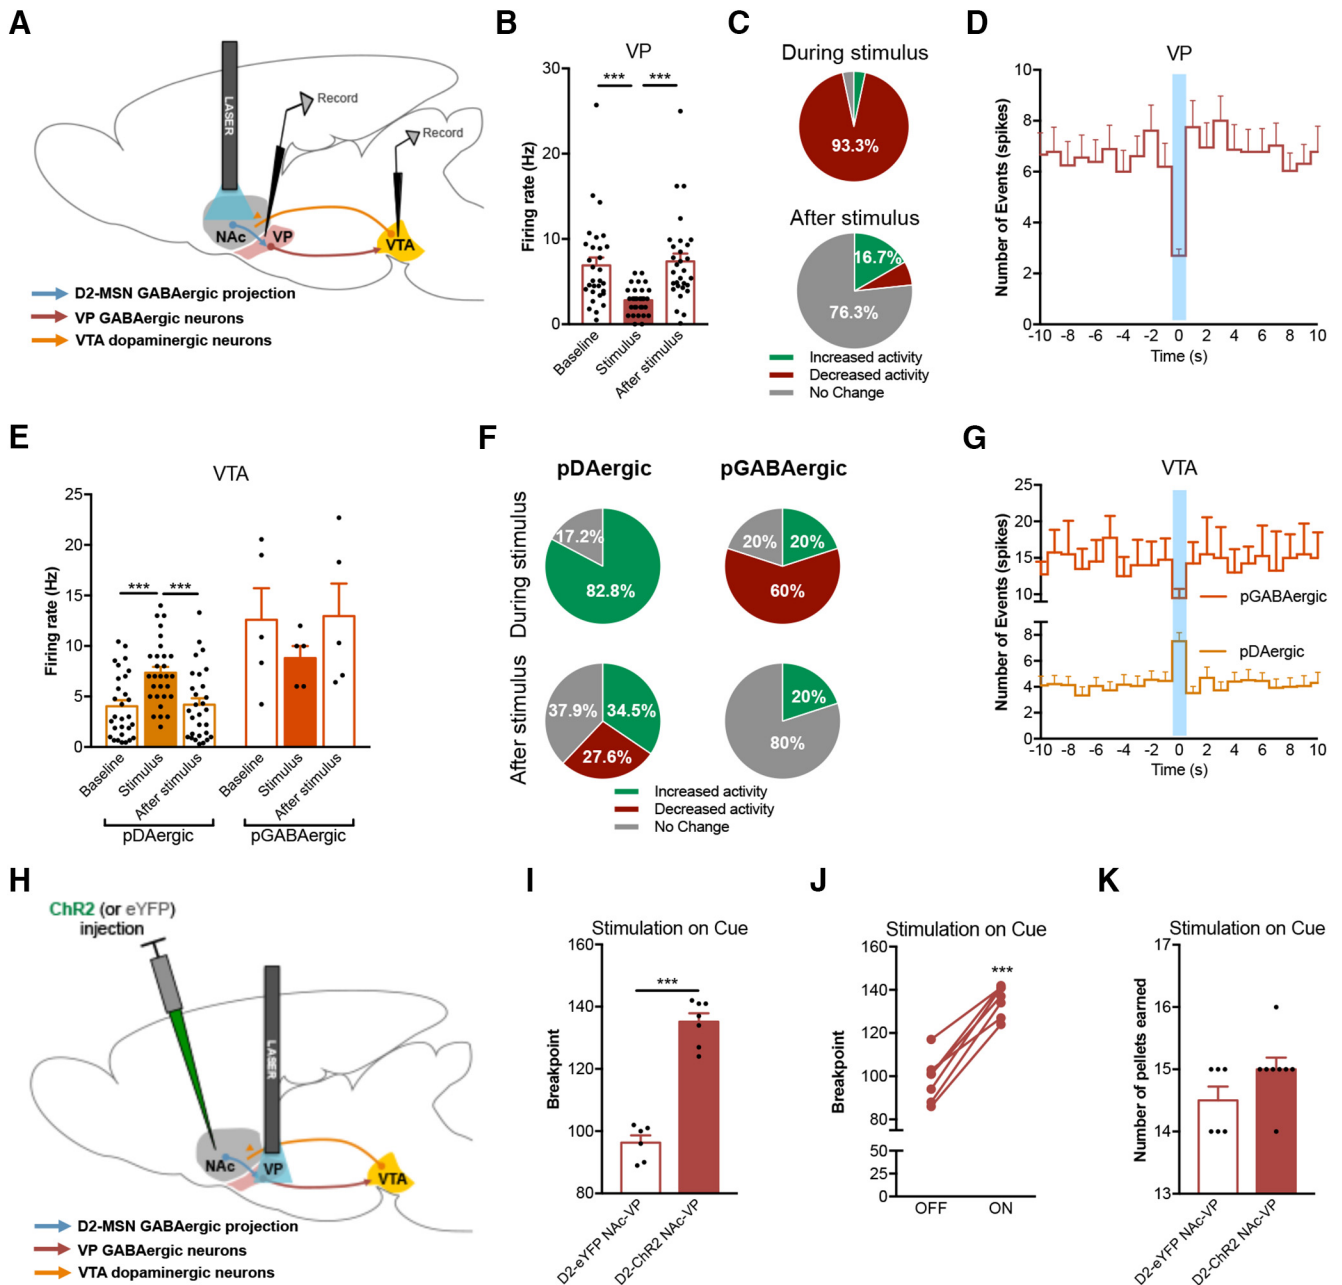 A
LASER
Record
Record
NAc
VP
VTA
D2-MSN GABAergic projection
VP GABAergic neurons
VTA dopaminergic neurons
B
VP
Firing rate (Hz)
30
20
10
0
***
***
Baseline
Stimulus
After stimulus
C
During stimulus
93.3%
After stimulus
16.7%
76.3%
Increased activity
Decreased activity
No Change
D
VP
Number of Events (spikes)
10
8
6
4
2
0
-10 -8 -6 -4 -2 0 2 4 6 8 10
Time (s)
E
VTA
Firing rate (Hz)
25
20
15
10
5
0
***
***
Baseline
Stimulus
After stimulus
Baseline
Stimulus
After stimulus
pDAergic
pGABAergic
F
pDAergic
pGABAergic
During stimulus
17.2%
82.8%
20%
20%
60%
After stimulus
37.9%
34.5%
27.6%
20%
80%
Increased activity
Decreased activity
No Change
G
VTA
Number of Events (spikes)
25
20
15
10
8
6
4
2
0
pGABAergic
pDAergic
-10 -8 -6 -4 -2 0 2 4 6 8 10
Time (s)
H
ChR2 (or eYFP)
injection
LASER
NAc
VP
VTA
D2-MSN GABAergic projection
VP GABAergic neurons
VTA dopaminergic neurons
I
Stimulation on Cue
Breakpoint
160
140
120
100
80
***
D2-eYFP NAc-VP
D2-ChR2 NAc-VP
J
Stimulation on Cue
Breakpoint
160
140
120
100
80
50
25
0
***
OFF
ON
K
Stimulation on Cue
Number of pellets earned
17
16
15
14
13
D2-eYFP NAc-VP
D2-ChR2 NAc-VP